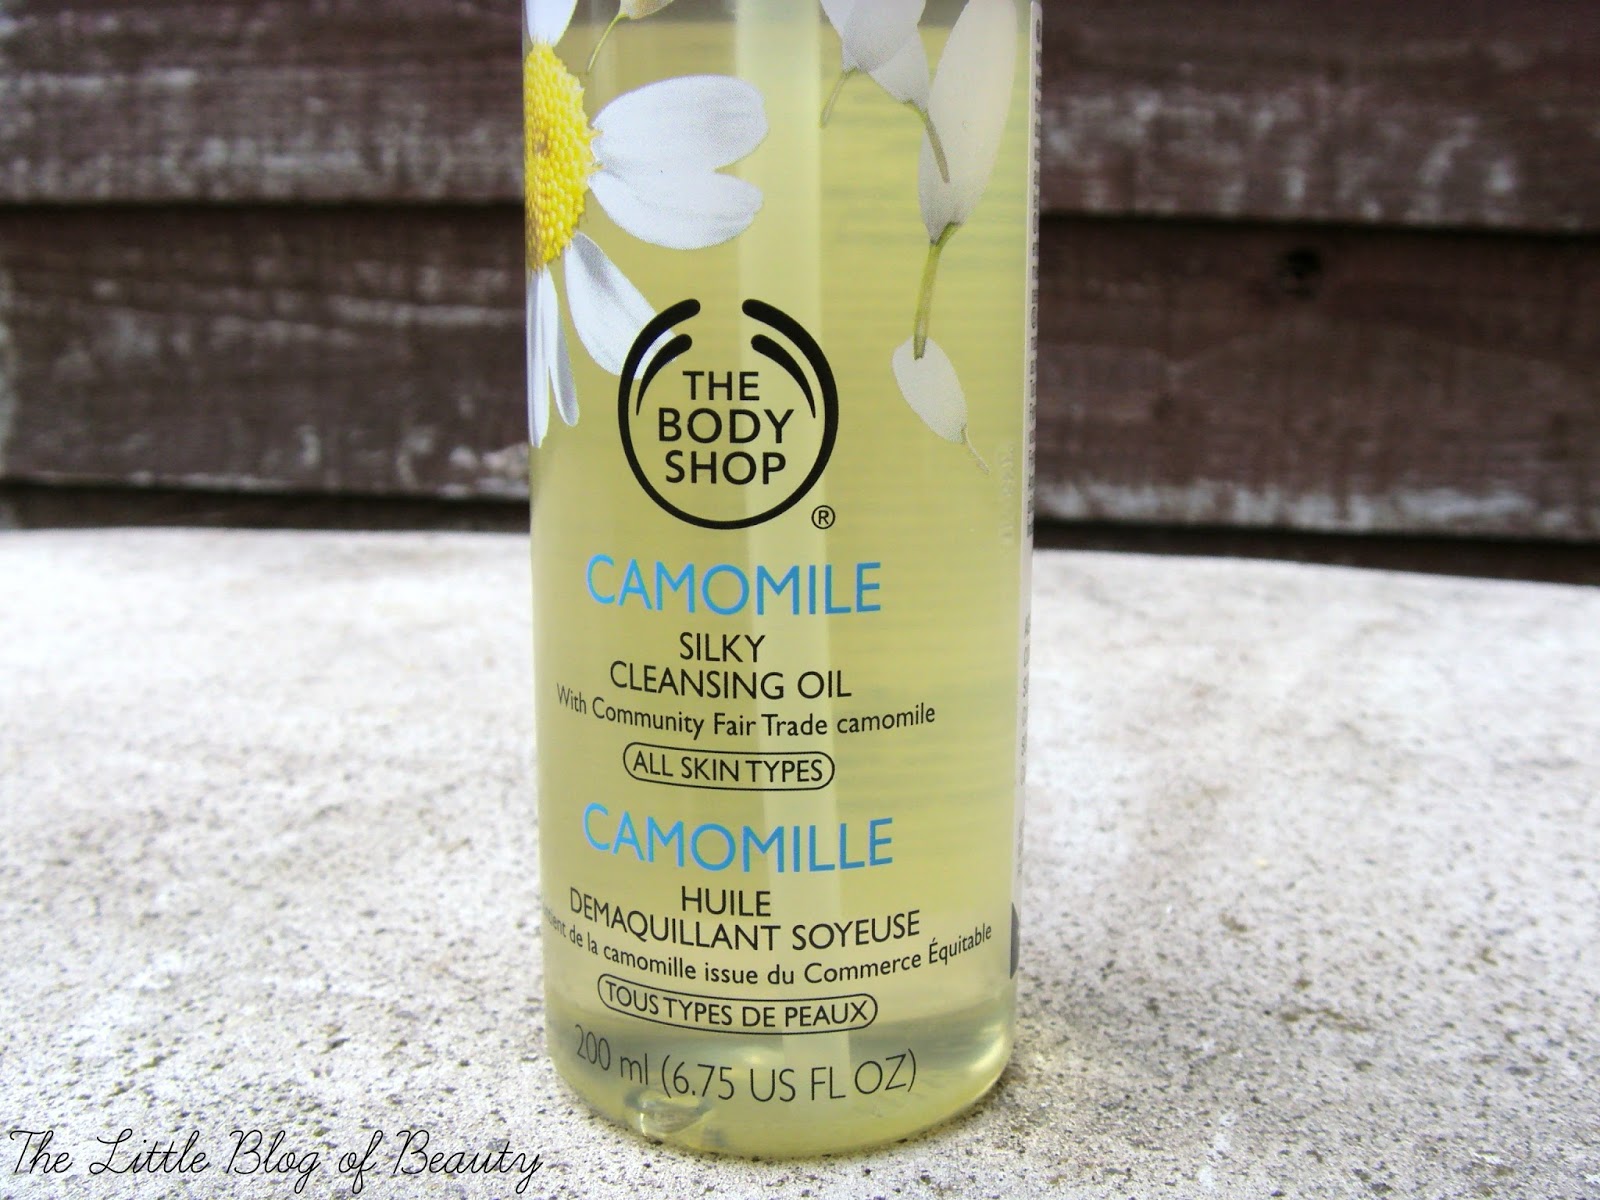 THE
BODY
SHOP
®
CAMOMILE
SILKY
CLEANSING OIL
With Community Fair Trade camomile
ALL SKIN TYPES
CAMOMILLE
HUILE
DEMAQUILLANT SOYEUSE
de la camomille issue du Commerce Équitable
TOUS TYPES DE PEAUX
200 ml (6.75 US FL OZ)
The Little Blog of Beauty